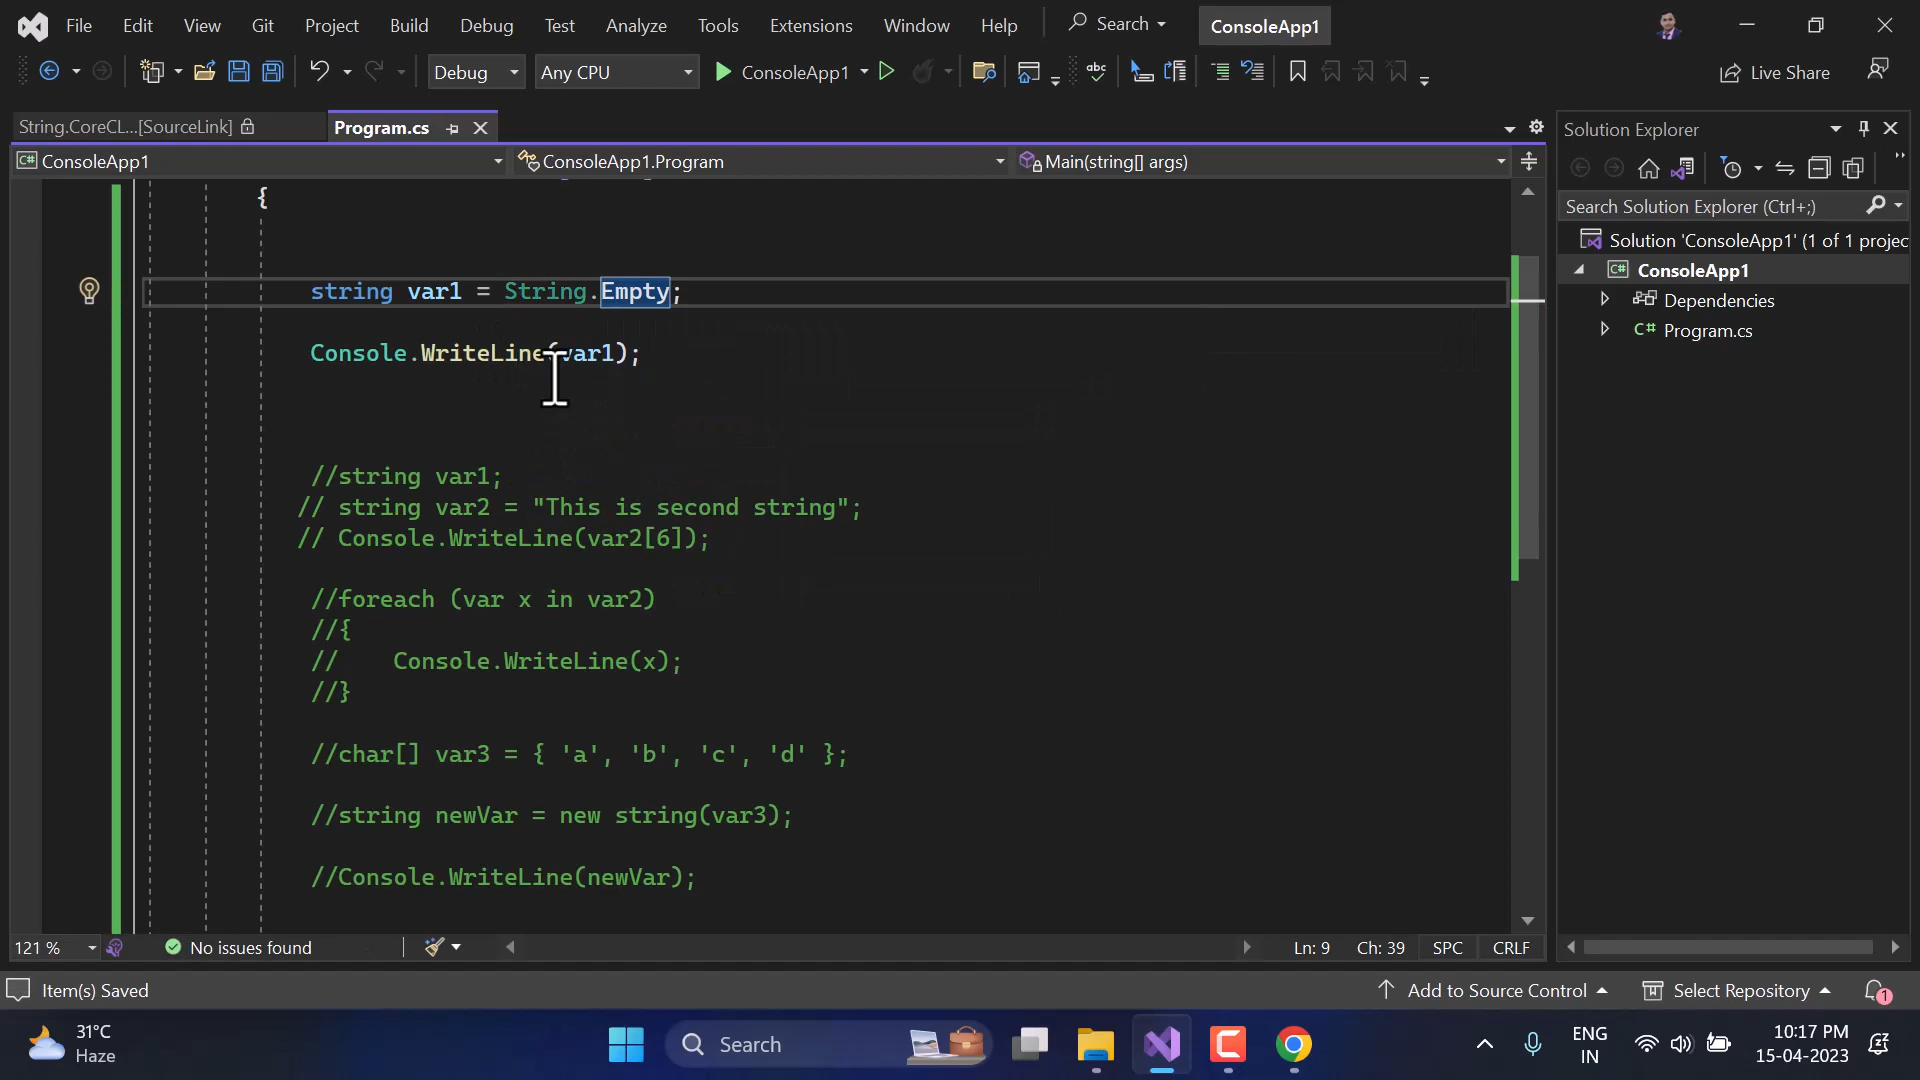 File Edit View Git Project Build Debug Test Analyze Tools Extensions Window Help Search ConsoleApp1
Debug Any CPU ConsoleApp1 Live Share
String.CoreCL...[SourceLink] Program.cs
ConsoleApp1 ConsoleApp1.Program Main(string[] args)
{
string var1 = String.Empty;
Console.WriteLine(var1);
//string var1;
// string var2 = "This is second string";
// Console.WriteLine(var2[6]);
//foreach (var x in var2)
//{
// Console.WriteLine(x);
//}
//char[] var3 = { 'a', 'b', 'c', 'd' };
//string newVar = new string(var3);
//Console.WriteLine(newVar);
121 % No issues found Ln: 9 Ch: 39 SPC CRLF
Solution Explorer
Search Solution Explorer (Ctrl+;)
Solution 'ConsoleApp1' (1 of 1 projec
C# ConsoleApp1
Dependencies
C# Program.cs
Item(s) Saved Add to Source Control Select Repository 1
31°C
Haze
Search
ENG
IN
10:17 PM
15-04-2023